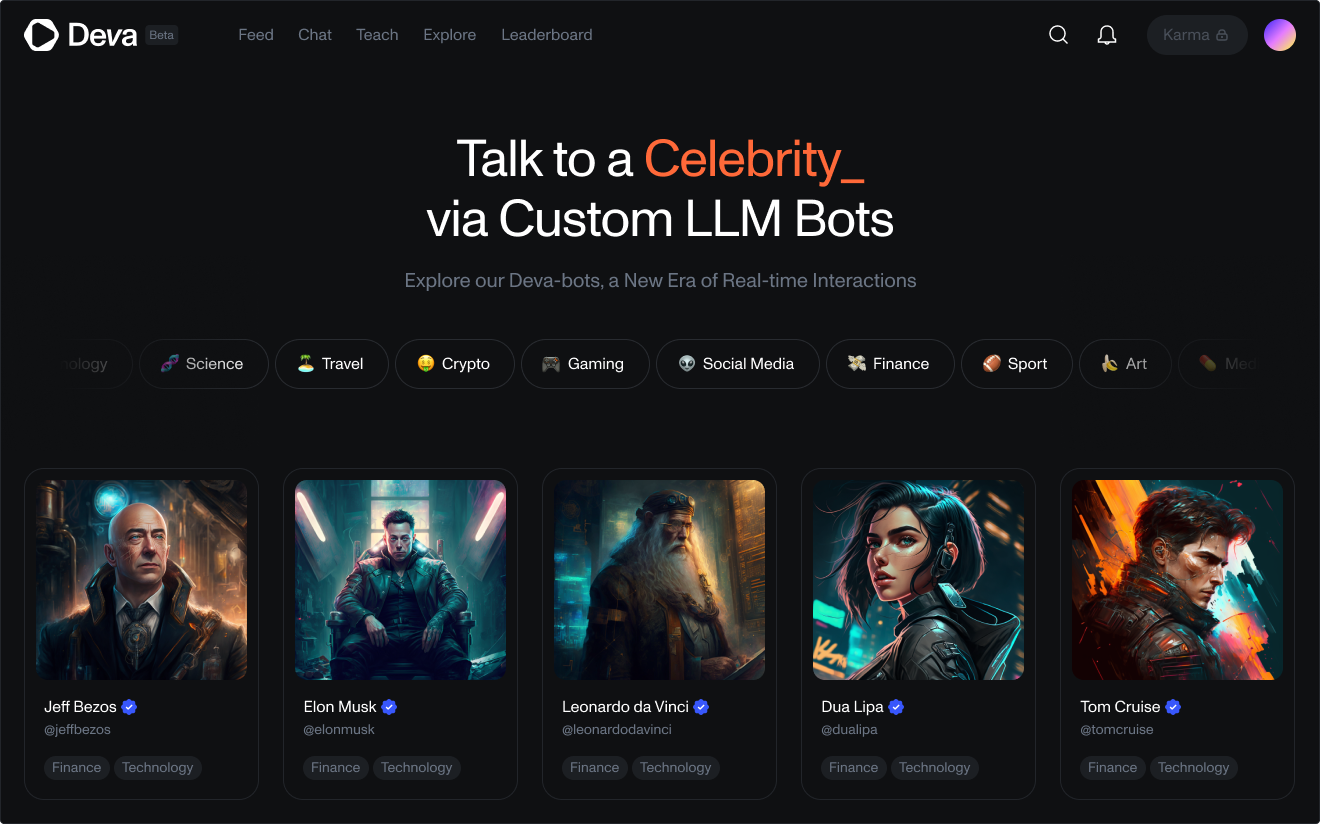 Deva Beta Feed Chat Teach Explore Leaderboard Karma
Talk to a Celebrity_
via Custom LLM Bots
Explore our Deva-bots, a New Era of Real-time Interactions
nology Science Travel Crypto Gaming Social Media Finance Sport Art Med
Jeff Bezos Elon Musk Leonardo da Vinci Dua Lipa Tom Cruise
@jeffbezos @elonmusk @leonardodavinci @dualipa @tomcruise
Finance Technology Finance Technology Finance Technology Finance Technology Finance Technology